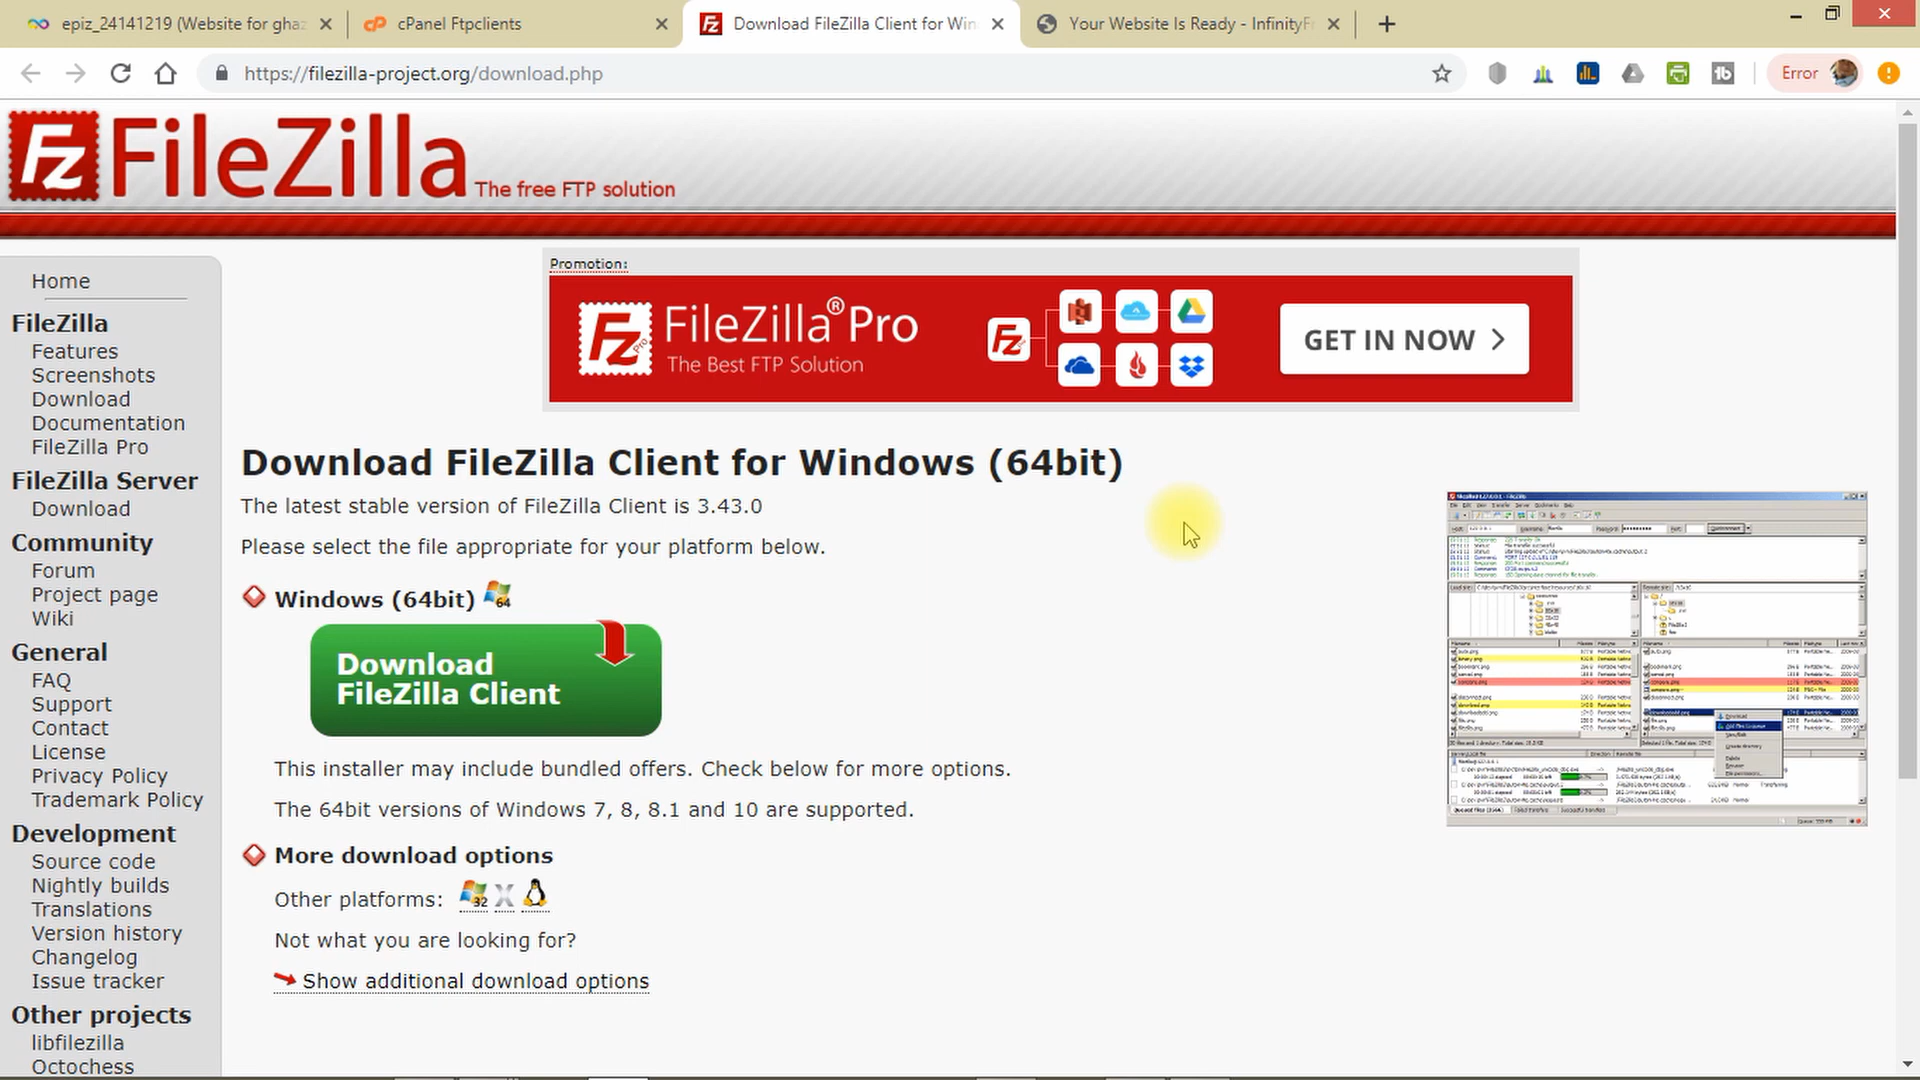 epiz_24141219 (Website for ghaz
cPanel Ftpclients
Download FileZilla Client for Win
Your Website Is Ready - InfinityFr
https://filezilla-project.org/download.php
Error
Fz FileZilla The free FTP solution
Promotion:
FileZilla® Pro
The Best FTP Solution
GET IN NOW
Home
FileZilla
Features
Screenshots
Download
Documentation
FileZilla Pro
FileZilla Server
Download
Community
Forum
Project page
Wiki
General
FAQ
Support
Contact
License
Privacy Policy
Trademark Policy
Development
Source code
Nightly builds
Translations
Version history
Changelog
Issue tracker
Other projects
libfilezilla
Octochess
Download FileZilla Client for Windows (64bit)
The latest stable version of FileZilla Client is 3.43.0
Please select the file appropriate for your platform below.
Windows (64bit) 64
Download
FileZilla Client
This installer may include bundled offers. Check below for more options.
The 64bit versions of Windows 7, 8, 8.1 and 10 are supported.
More download options
Other platforms: 32
Not what you are looking for?
Show additional download options